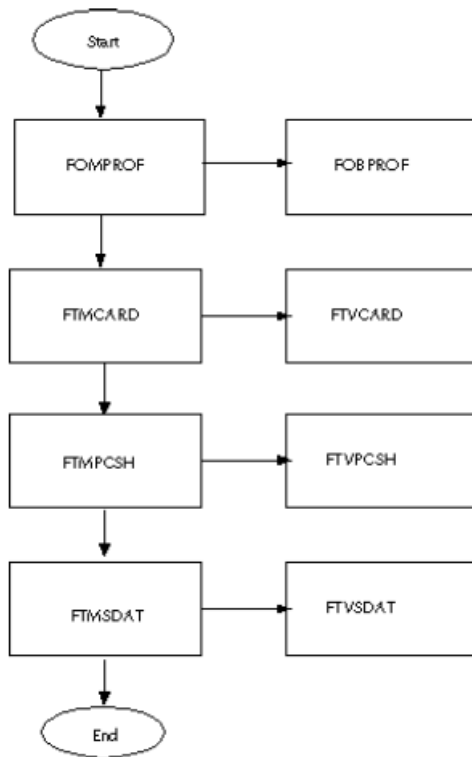 Start
FOMPROF
FOBPROF
FTMCARD
FTVCARD
FTMPCSH
FTVPCSH
FTMSDAT
FTVSDAT
End